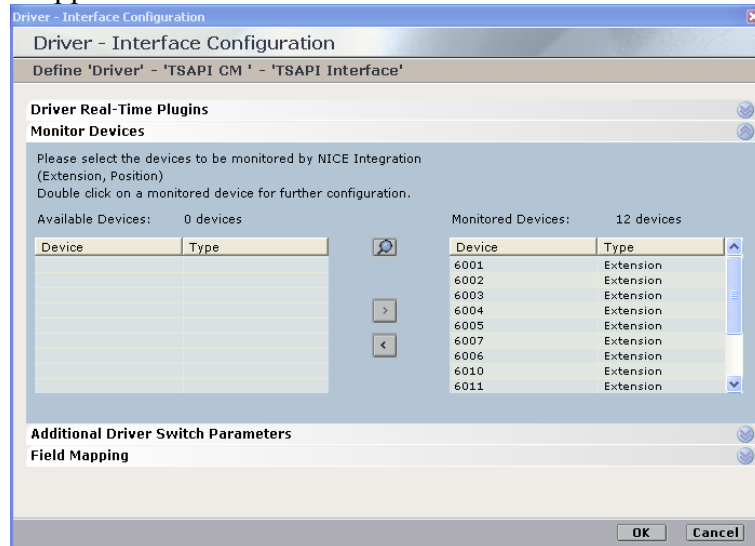 Driver - Interface Configuration
Driver - Interface Configuration
Define 'Driver' - 'TSAPI CM ' - 'TSAPI Interface'
Driver Real-Time Plugins
Monitor Devices
Please select the devices to be monitored by NICE Integration
(Extension, Position)
Double click on a monitored device for further configuration.
Available Devices: 0 devices Monitored Devices: 12 devices
Device Type Device Type
6001 Extension
6002 Extension
6003 Extension
6004 Extension
6005 Extension
6007 Extension
6006 Extension
6010 Extension
6011 Extension
Additional Driver Switch Parameters
Field Mapping
OK Cancel